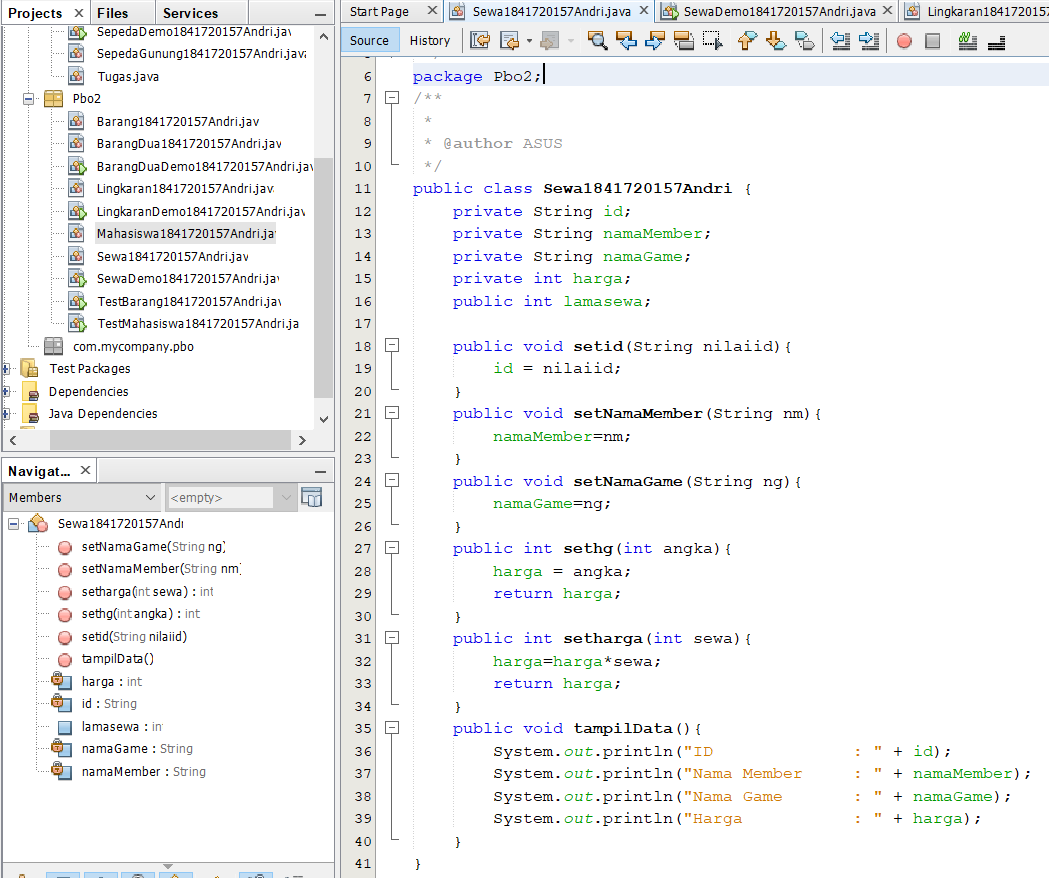 Projects × Files Services
SepedaDemo1841720157Andri.jav
SepedaGunung1841720157Andri.java
Tugas.java
Pbo2
Barang1841720157Andri.jav
BarangDua1841720157Andri.jav
BarangDuaDemo1841720157Andri.jav
Lingkaran1841720157Andri.jav
LingkaranDemo1841720157Andri.jav
Mahasiswa1841720157Andri.ja
Sewa1841720157Andri.jav
SewaDemo1841720157Andri.jav
TestBarang1841720157Andri.jav
TestMahasiswa1841720157Andri.ja
com.mycompany.pbo
Test Packages
Dependencies
Java Dependencies
Navigat... ×
Members <empty>
Sewa1841720157Andri
setNamaGame(String ng)
setNamaMember(String nm)
setharga(int sewa) : int
sethg(int angka) : int
setid(String nilaiid)
tampilData()
harga : int
id : String
lamasewa : int
namaGame : String
namaMember : String
Start Page × Sewa1841720157Andri.java × SewaDemo1841720157Andri.java × Lingkaran1841720157
Source History
6 package Pbo2;
7 /**
8 *
9 * @author ASUS
10 */
11 public class Sewa1841720157Andri {
12 private String id;
13 private String namaMember;
14 private String namaGame;
15 private int harga;
16 public int lamasewa;
17
18 public void setid(String nilaiid){
19 id = nilaiid;
20 }
21 public void setNamaMember(String nm){
22 namaMember=nm;
23 }
24 public void setNamaGame(String ng){
25 namaGame=ng;
26 }
27 public int sethg(int angka){
28 harga = angka;
29 return harga;
30 }
31 public int setharga(int sewa){
32 harga=harga*sewa;
33 return harga;
34 }
35 public void tampilData(){
36 System.out.println("ID : " + id);
37 System.out.println("Nama Member : " + namaMember);
38 System.out.println("Nama Game : " + namaGame);
39 System.out.println("Harga : " + harga);
40 }
41 }